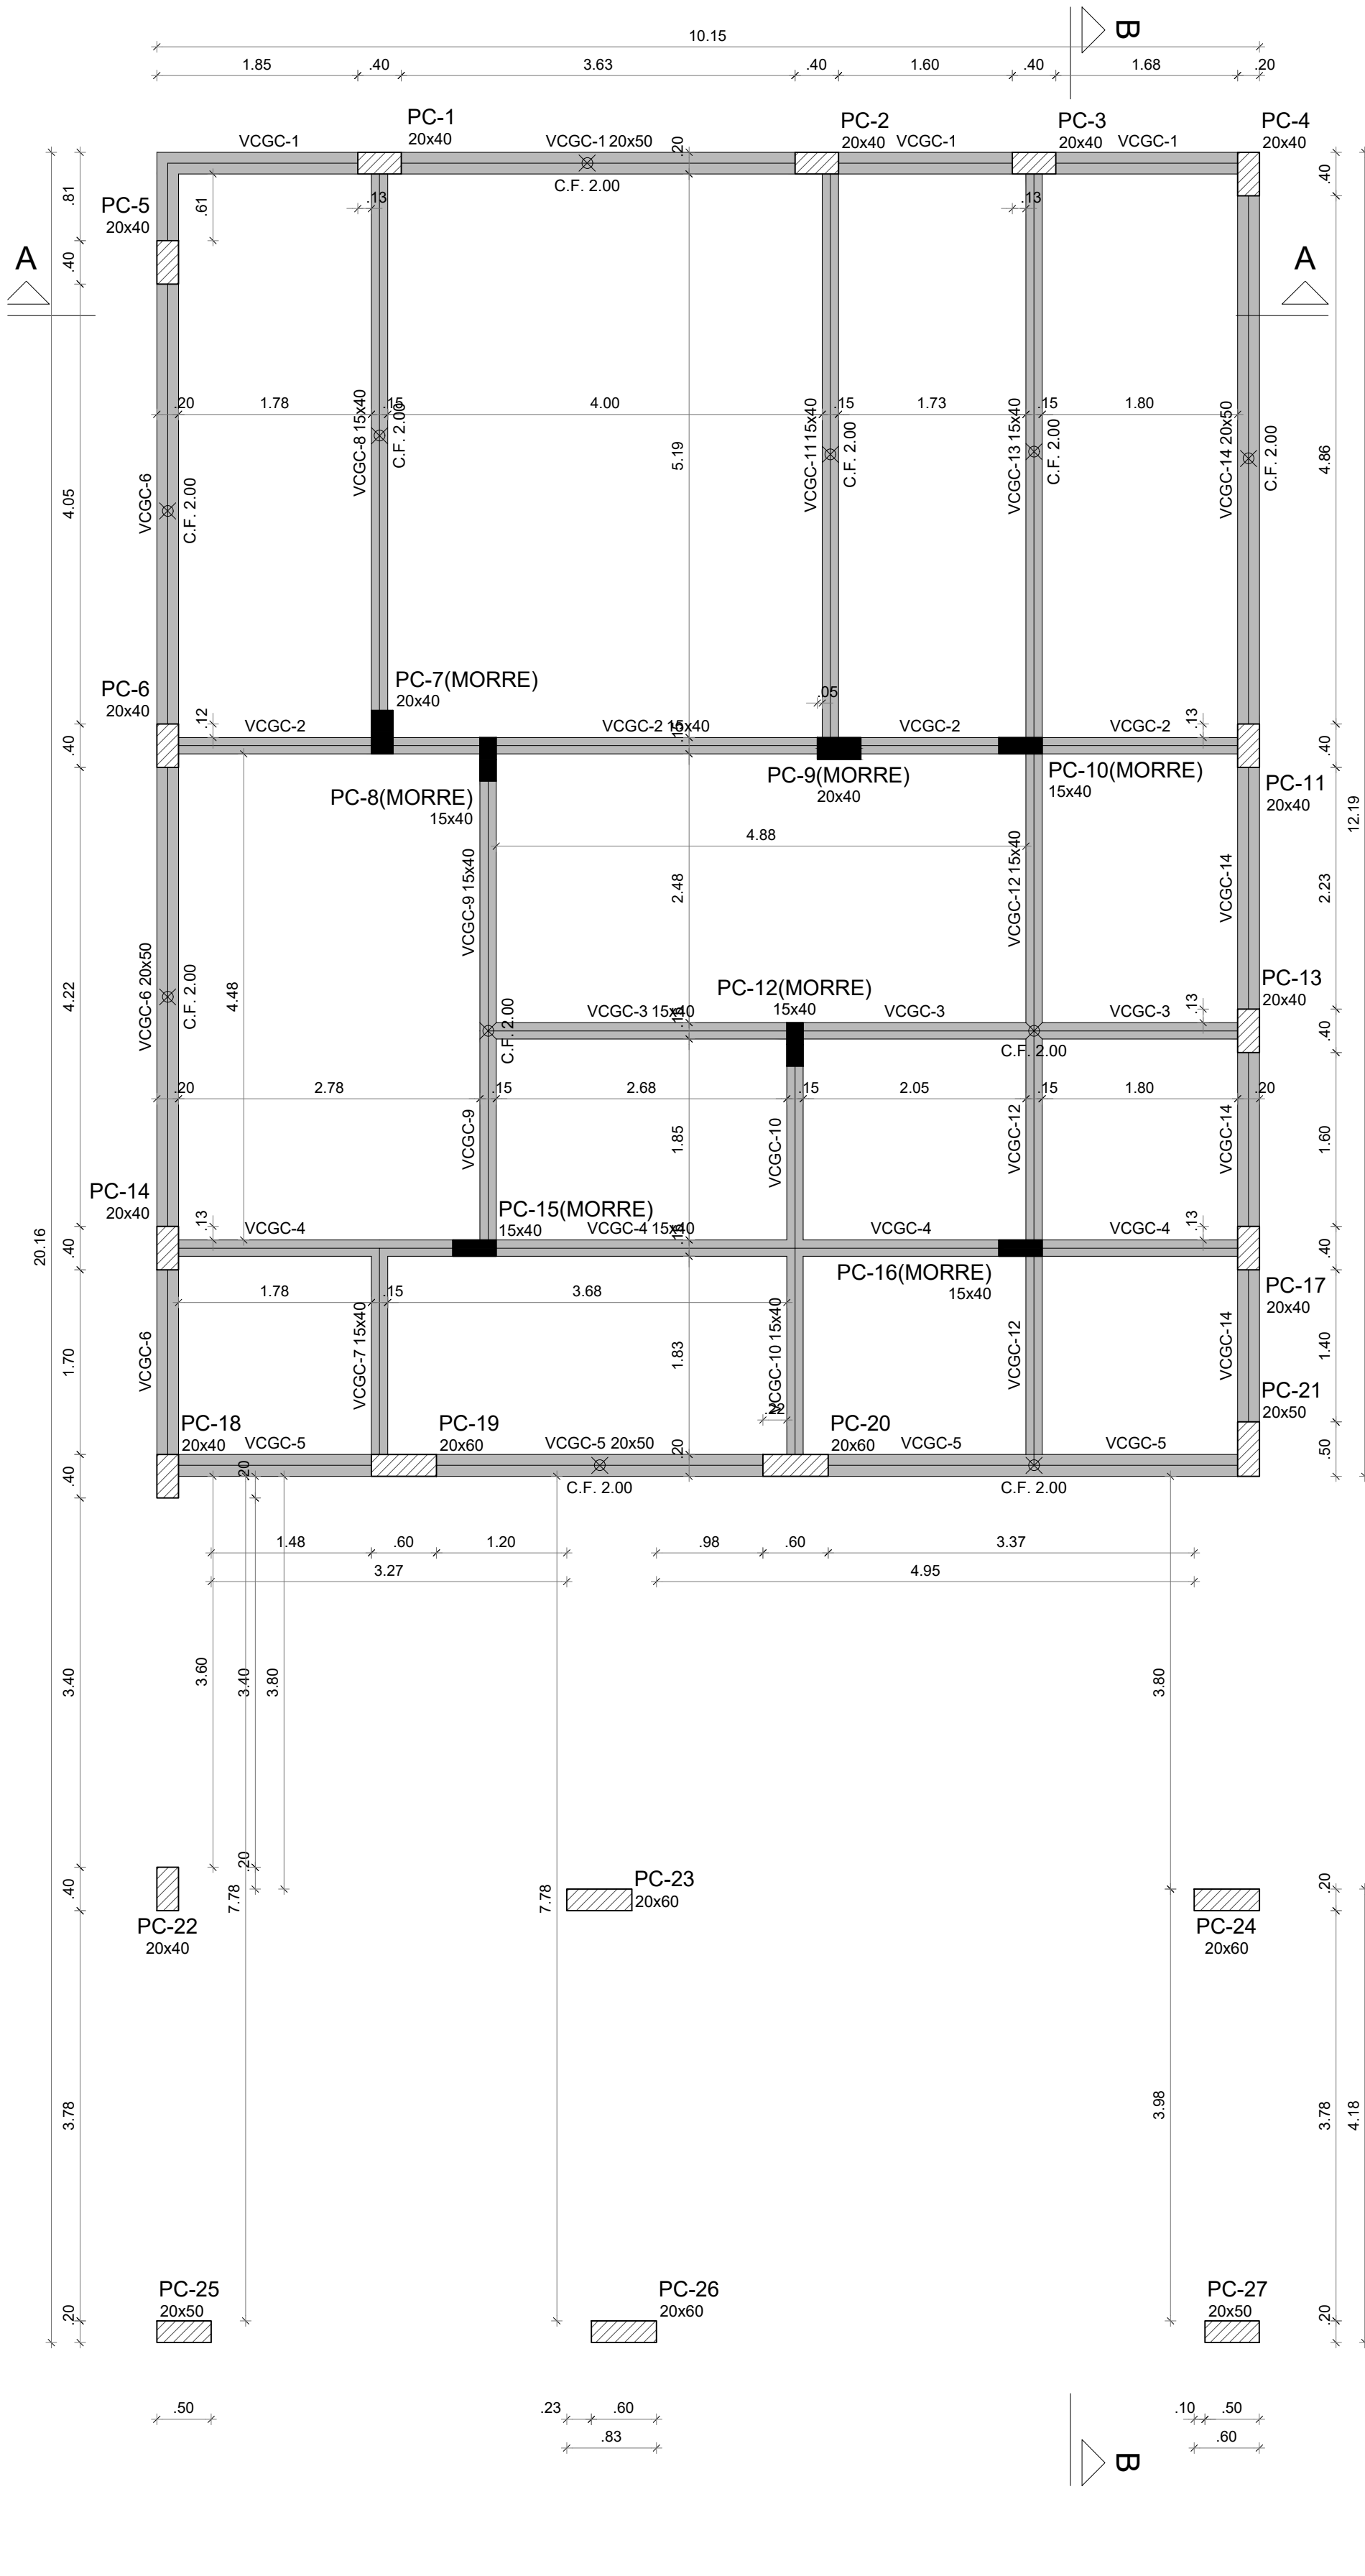 B
10.15
1.85 .40 3.63 .40 1.60 .40 1.68 .20
PC-1
20x40
PC-2
20x40
PC-3
20x40
PC-4
20x40
VCGC-1
VCGC-1 20x50
VCGC-1
VCGC-1
.20
C.F. 2.00
.81
.61
.13
.13
.40
PC-5
20x40
.40
A
A
.20 1.78 .15 4.00 .15 1.73 .15 1.80
VCGC-8 15x40
C.F. 2.00
VCGC-11 15x40
C.F. 2.00
VCGC-13 15x40
C.F. 2.00
VCGC-14 20x50
C.F. 2.00
5.19
4.86
4.05
VCGC-6
C.F. 2.00
PC-7(MORRE)
20x40
PC-6
20x40
.05
.12
.13
.40
.40
VCGC-2
VCGC-2 15x40
.15
VCGC-2
VCGC-2
PC-8(MORRE)
15x40
PC-9(MORRE)
20x40
PC-10(MORRE)
15x40
PC-11
20x40
12.19
4.88
VCGC-9 15x40
2.48
VCGC-12 15x40
VCGC-14
2.23
4.22
VCGC-6 20x50
C.F. 2.00
4.48
PC-12(MORRE)
15x40
PC-13
20x40
C.F. 2.00
VCGC-3 15x40
.15
VCGC-3
VCGC-3
.13
.40
C.F. 2.00
.20 2.78 .15 2.68 .15 2.05 .15 1.80 .20
VCGC-9
1.85
VCGC-10
VCGC-12
VCGC-14
1.60
PC-14
20x40
PC-15(MORRE)
15x40
.13
.13
20.16
.40
.40
VCGC-4
VCGC-4 15x40
.15
VCGC-4
VCGC-4
PC-16(MORRE)
15x40
PC-17
20x40
1.78 .15 3.68
1.70
VCGC-6
VCGC-7 15x40
1.83
VCGC-10 15x40
VCGC-12
VCGC-14
1.40
.22
PC-18
20x40
PC-19
20x60
PC-20
20x60
PC-21
20x50
VCGC-5
VCGC-5 20x50
.20
VCGC-5
VCGC-5
.50
.40
.20
C.F. 2.00
C.F. 2.00
1.48 .60 1.20 .98 .60 3.37
3.27 4.95
3.40
3.60
3.40
3.80
3.80
.20
.40
7.78
7.78
PC-22
20x40
PC-23
20x60
PC-24
20x60
.20
3.78
3.98
3.78
4.18
PC-25
20x50
PC-26
20x60
PC-27
20x50
.20
.20
.50 .23 .60 .10 .50
.83 .60
B